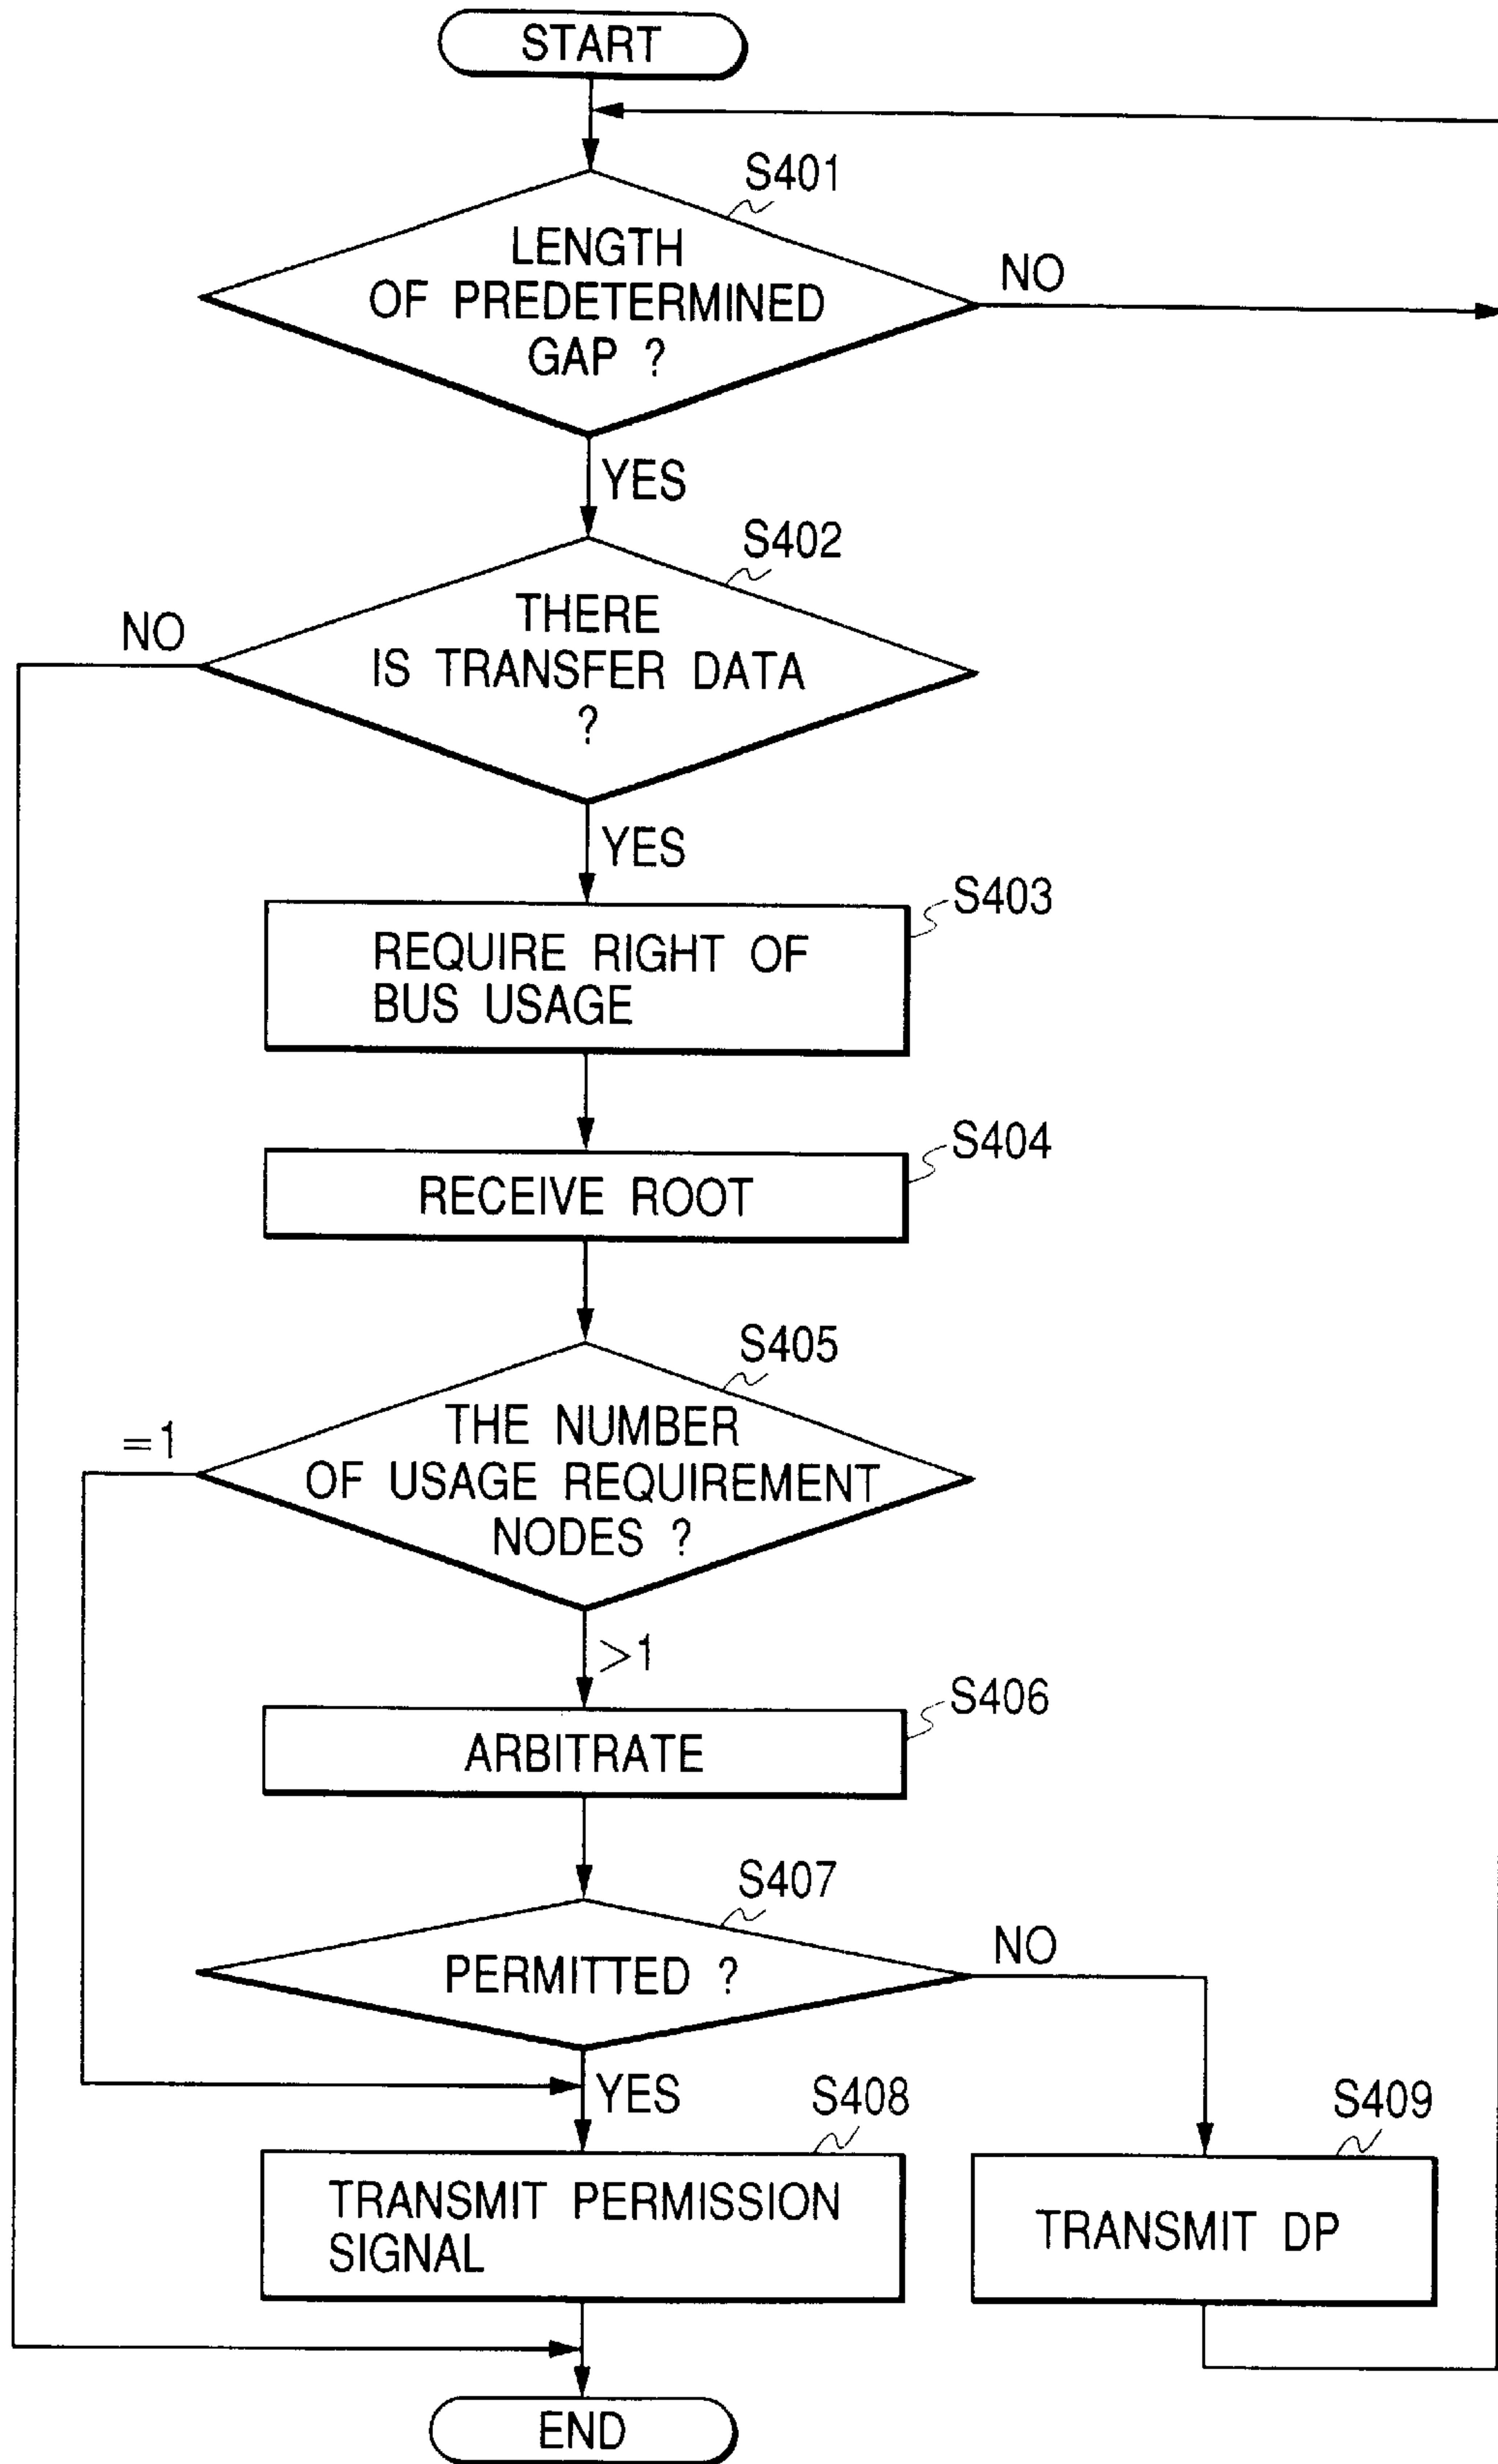 START
S401
LENGTH
OF PREDETERMINED
GAP ?
NO
YES
S402
NO
THERE
IS TRANSFER DATA
?
YES
S403
REQUIRE RIGHT OF
BUS USAGE
S404
RECEIVE ROOT
S405
=1
THE NUMBER
OF USAGE REQUIREMENT
NODES ?
>1
S406
ARBITRATE
S407
PERMITTED ?
NO
YES
S408
S409
TRANSMIT PERMISSION
SIGNAL
TRANSMIT DP
END